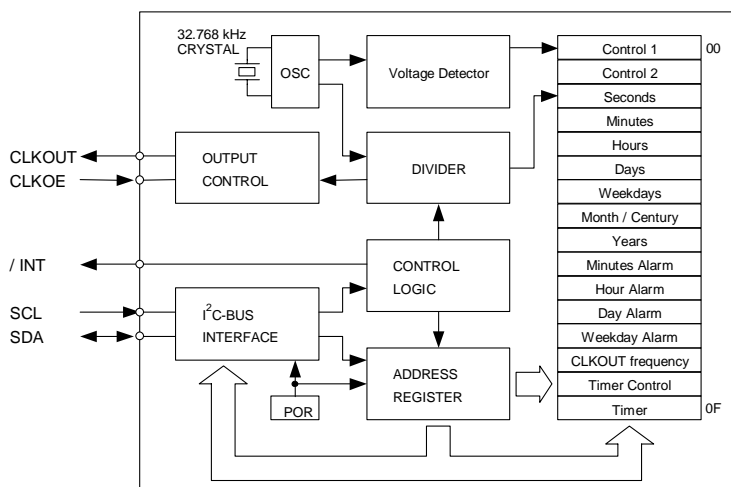 32.768 kHz
CRYSTAL
OSC
Voltage Detector
Control 1
00
Control 2
Seconds
Minutes
Hours
Days
Weekdays
Month / Century
Years
Minutes Alarm
Hour Alarm
Day Alarm
Weekday Alarm
CLKOUT frequency
Timer Control
Timer
0F
CLKOUT
CLKOE
OUTPUT
CONTROL
DIVIDER
/ INT
CONTROL
LOGIC
SCL
SDA
I²C-BUS
INTERFACE
ADDRESS
REGISTER
POR